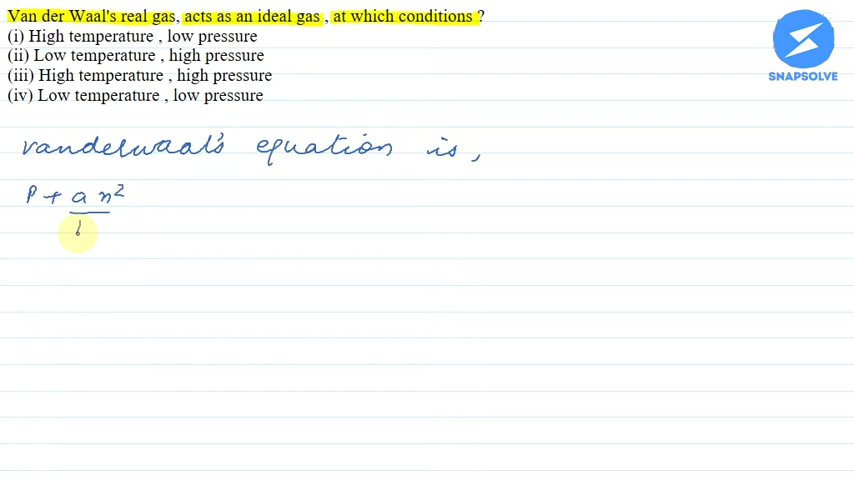 Van der Waal's real gas, acts as an ideal gas , at which conditions ?
(i) High temperature , low pressure
(ii) Low temperature , high pressure
(iii) High temperature , high pressure
(iv) Low temperature , low pressure
SNAPSOLVE
vanderwaal's equation is,
P + a n²